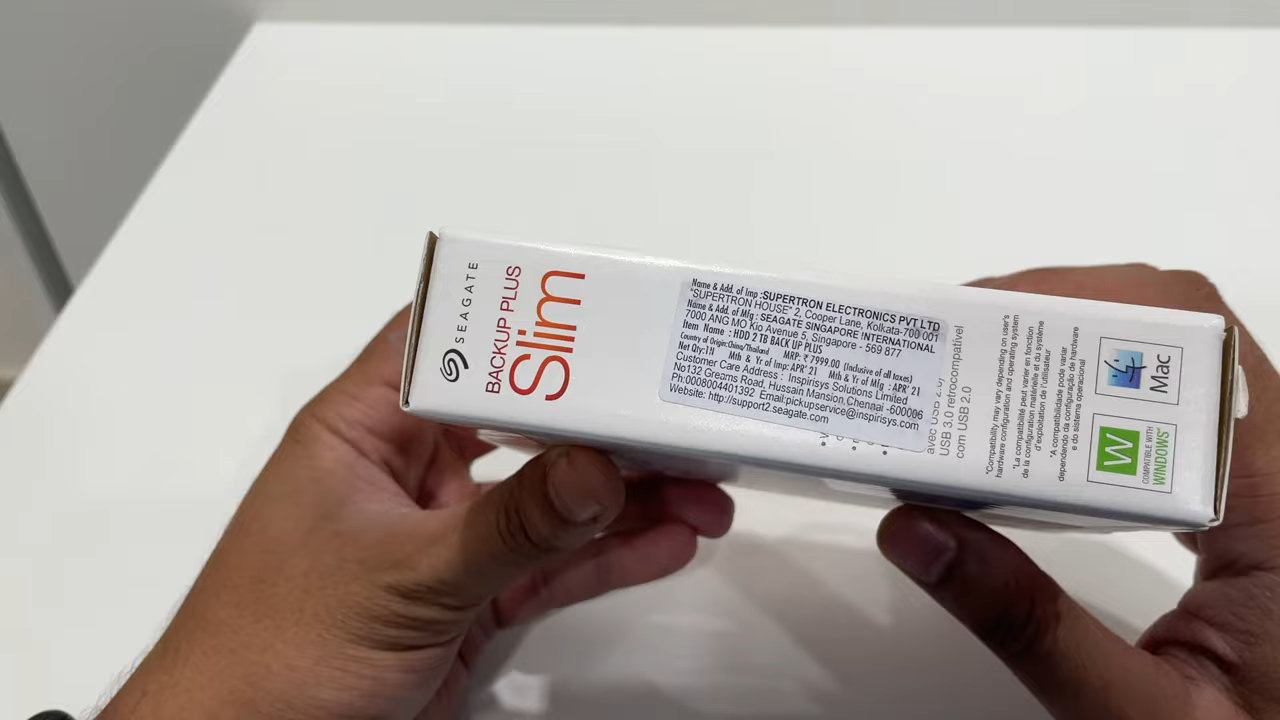 SEAGATE
BACKUP PLUS
Slim
Name & Add. of Imp :SUPERTRON ELECTRONICS PVT LTD
"SUPERTRON HOUSE" 2, Cooper Lane, Kolkata-700 001
Name & Add. of Mfg : SEAGATE SINGAPORE INTERNATIONAL
7000 ANG MO Kio Avenue 5, Singapore - 569 877
Item Name : HDD 2 TB BACK UP PLUS
Country of Origin:China/Thailand MRP: ₹ 7999.00 (Inclusive of all taxes)
Net Qty:1N Mth & Yr of Imp: APR' 21 Mth & Yr of Mfg : APR' 21
Customer Care Address : Inspirisys Solutions Limited
No132 Greams Road, Hussain Mansion,Chennai -600006
Ph:0008004401392 Email:pickupservice@inspirisys.com
Website: http://support2.seagate.com
avec USB 2.0)
USB 3.0 retrocompatível
com USB 2.0
*Compatibility may vary depending on user's
hardware configuration and operating system
*La compatibilité peut varier en fonction
de la configuration matérielle et du système
d'exploitation de l'utilisateur
*A compatibilidade pode variar
dependendo da configuração de hardware
e do sistema operacional
Mac
W
COMPATIBLE WITH
WINDOWS®